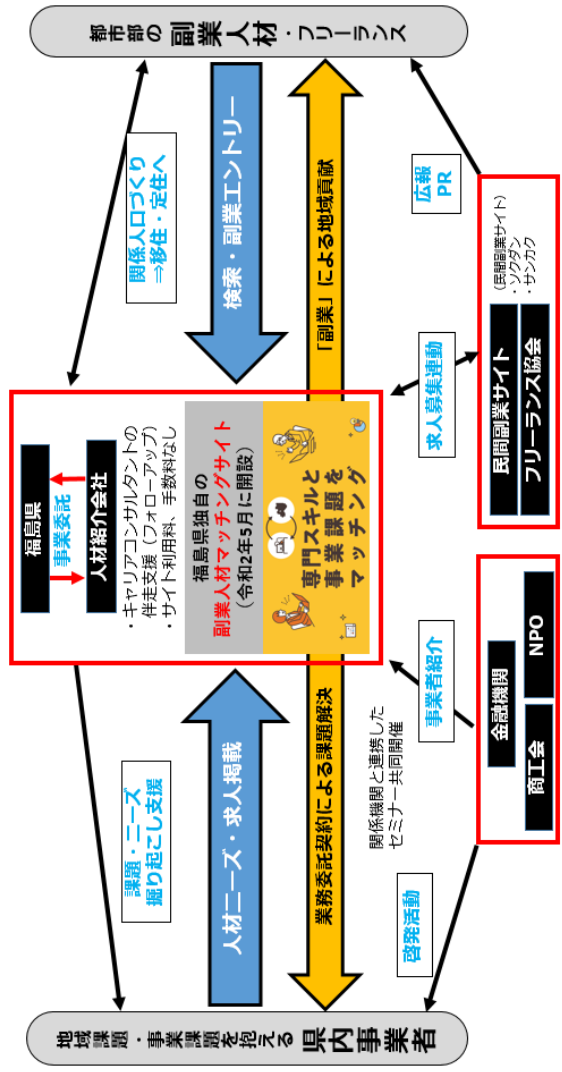 地域課題・事業課題を抱える 県内事業者
課題・ニーズ
掘り起こし支援
人材ニーズ・求人掲載
業務委託契約による課題解決
啓発活動
福島県
事業委託
人材紹介会社
・キャリアコンサルタントの
伴走支援（フォローアップ）
・サイト利用料、手数料なし
福島県独自の
副業人材マッチングサイト
（令和2年5月に開設）
専門スキルと
事業課題を
マッチング
関係機関と連携した
セミナー共同開催
事業者紹介
金融機関
商工会
NPO
関係人口づくり
⇒移住・定住へ
検索・副業エントリー
「副業」による地域貢献
求人募集連動
広報
PR
民間副業サイト
フリーランス協会
（民間副業サイト）
・ソクダン
・サンカク
都市部の 副業人材・フリーランス